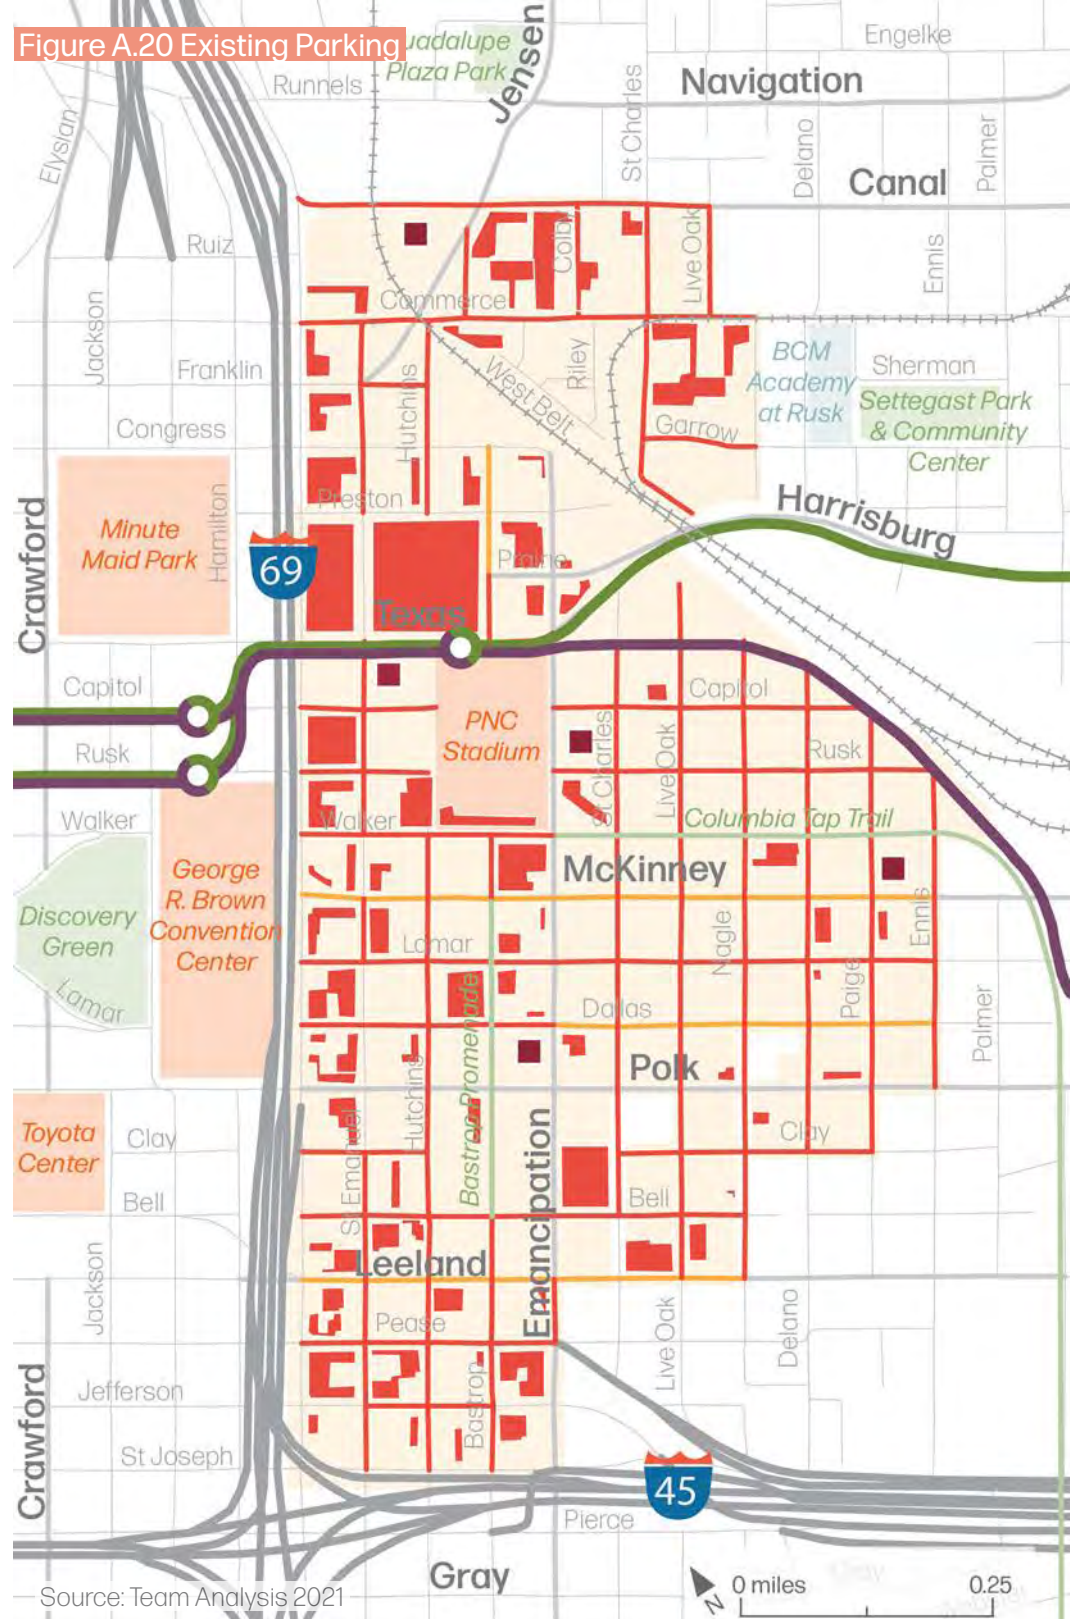 Figure A.20 Existing Parking
uadalupe
Plaza Park
Jensen
Engelke
Runnels
Navigation
Elysian
St Charles
Delano
Palmer
Canal
Ruiz
Colby
Live Oak
Ennis
Commerce
Jackson
Franklin
Hutchins
West Belt
Riley
BCM
Academy
at Rusk
Sherman
Settegast Park
& Community
Center
Congress
Garrow
Crawford
Minute
Maid Park
Hamilton
Preston
Harrisburg
69
Praine
Texas
Capitol
Capitol
PNC
Stadium
Rusk
St Charles
Live Oak
Rusk
Walker
Walker
Columbia Tap Trail
George
R. Brown
Convention
Center
McKinney
Discovery
Green
Lamar
Lamar
Nagle
Ennis
Paige
Bastrop Promenade
Dallas
Palmer
Polk
Hutchins
St Emanuel
Toyota
Center
Clay
Clay
Emancipation
Bell
Bell
Jackson
Leeland
Pease
Live Oak
Delano
Crawford
Jefferson
Bastrop
St Joseph
45
Pierce
Gray
Source: Team Analysis 2021
N
0 miles
0.25